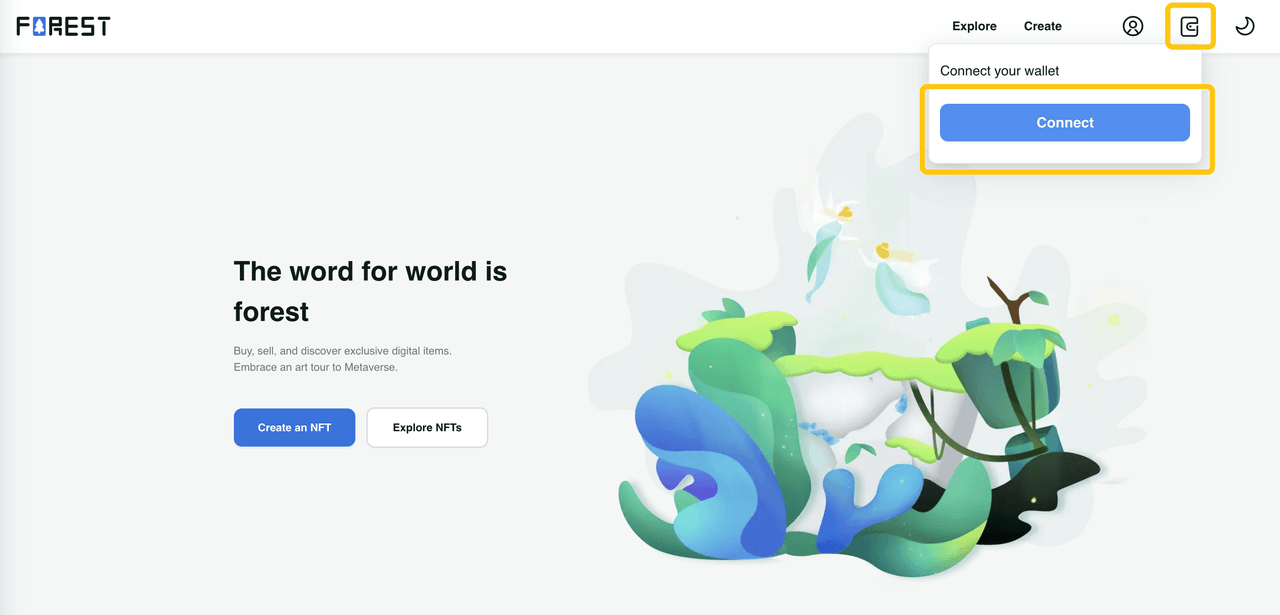 FOREST
Explore
Create
Connect your wallet
Connect
The word for world is
forest
Buy, sell, and discover exclusive digital items.
Embrace an art tour to Metaverse.
Create an NFT
Explore NFTs